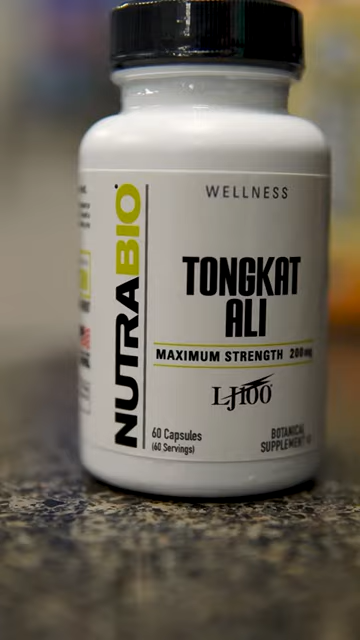 WELLNESS
NUTRABIO
TONGKAT
ALI
MAXIMUM STRENGTH 200mg
LJ100®
60 Capsules
(60 Servings)
BOTANICAL
SUPPLEMENT